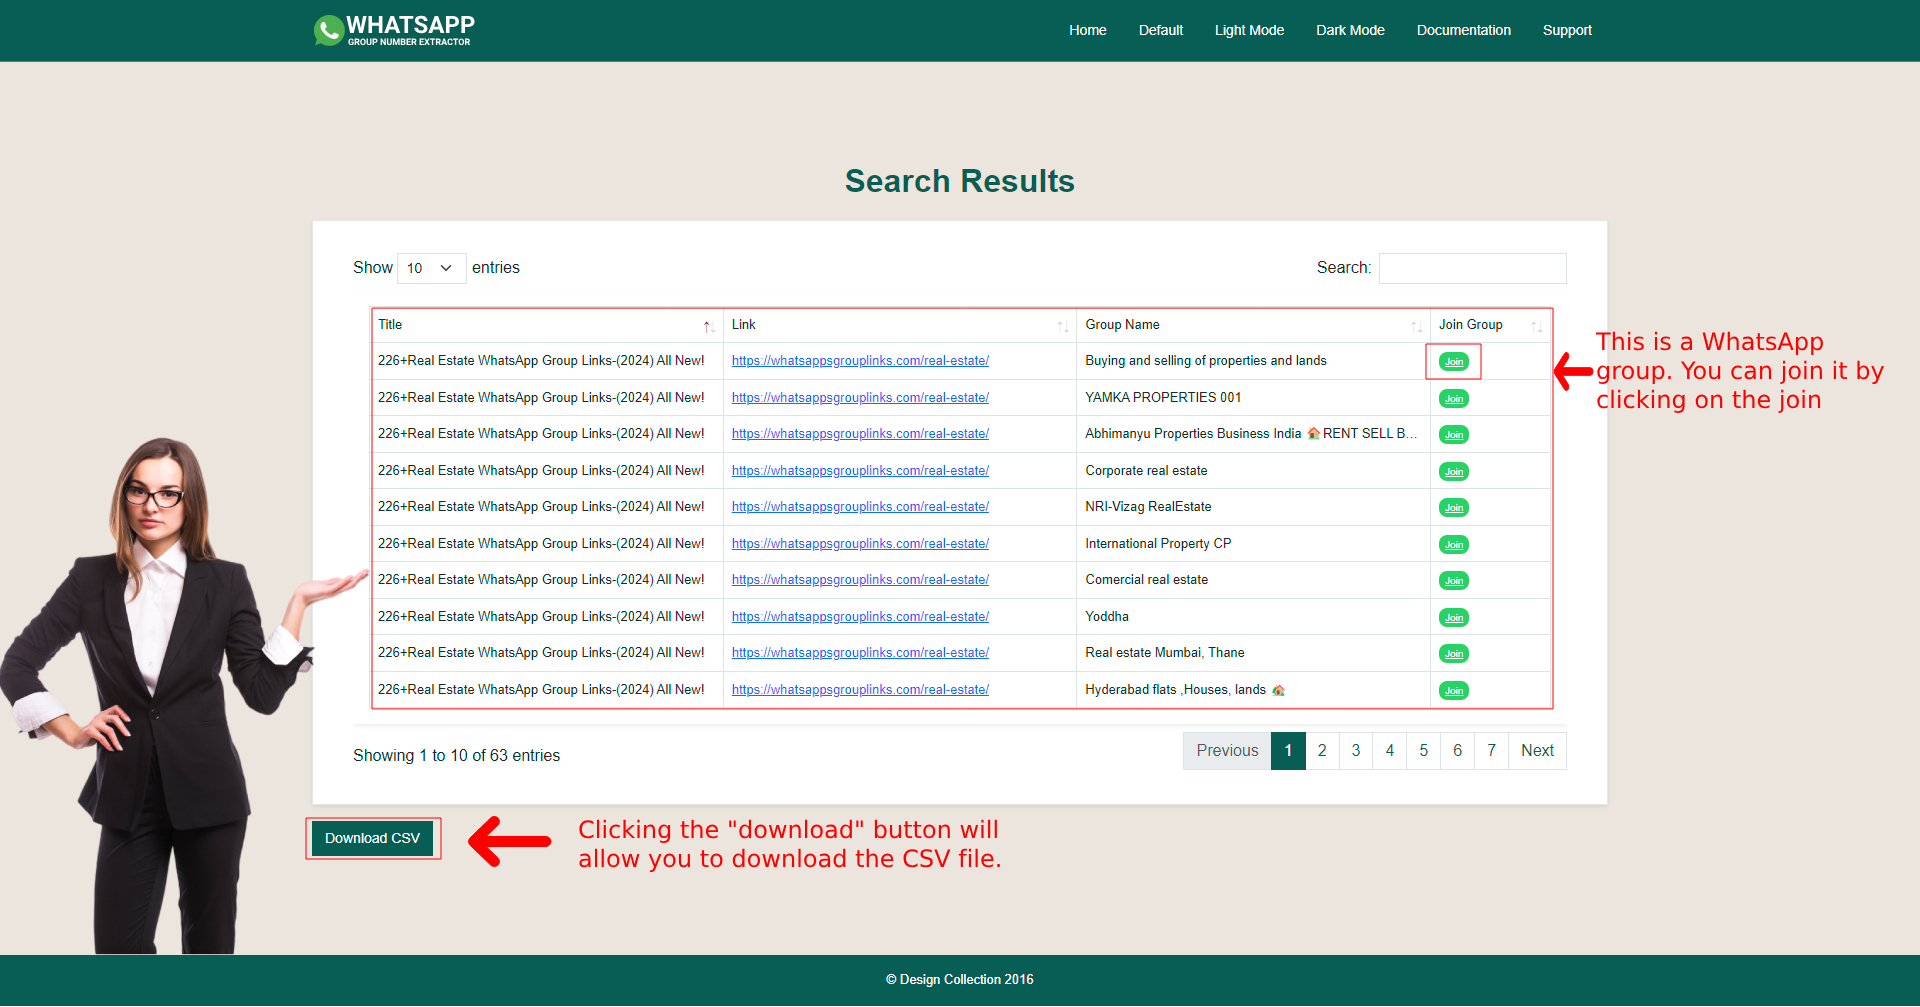 WHATSAPP
GROUP NUMBER EXTRACTOR
Home Default Light Mode Dark Mode Documentation Support
Search Results
Show 10 entries Search:
Title Link Group Name Join Group
226+Real Estate WhatsApp Group Links-(2024) All New! https://whatsappsgrouplinks.com/real-estate/ Buying and selling of properties and lands Join
226+Real Estate WhatsApp Group Links-(2024) All New! https://whatsappsgrouplinks.com/real-estate/ YAMKA PROPERTIES 001 Join
226+Real Estate WhatsApp Group Links-(2024) All New! https://whatsappsgrouplinks.com/real-estate/ Abhimanyu Properties Business India 🏠RENT SELL B... Join
226+Real Estate WhatsApp Group Links-(2024) All New! https://whatsappsgrouplinks.com/real-estate/ Corporate real estate Join
226+Real Estate WhatsApp Group Links-(2024) All New! https://whatsappsgrouplinks.com/real-estate/ NRI-Vizag RealEstate Join
226+Real Estate WhatsApp Group Links-(2024) All New! https://whatsappsgrouplinks.com/real-estate/ International Property CP Join
226+Real Estate WhatsApp Group Links-(2024) All New! https://whatsappsgrouplinks.com/real-estate/ Comercial real estate Join
226+Real Estate WhatsApp Group Links-(2024) All New! https://whatsappsgrouplinks.com/real-estate/ Yoddha Join
226+Real Estate WhatsApp Group Links-(2024) All New! https://whatsappsgrouplinks.com/real-estate/ Real estate Mumbai, Thane Join
226+Real Estate WhatsApp Group Links-(2024) All New! https://whatsappsgrouplinks.com/real-estate/ Hyderabad flats ,Houses, lands 🏠 Join
This is a WhatsApp
group. You can join it by
clicking on the join
Showing 1 to 10 of 63 entries Previous 1 2 3 4 5 6 7 Next
Download CSV
Clicking the "download" button will
allow you to download the CSV file.
© Design Collection 2016